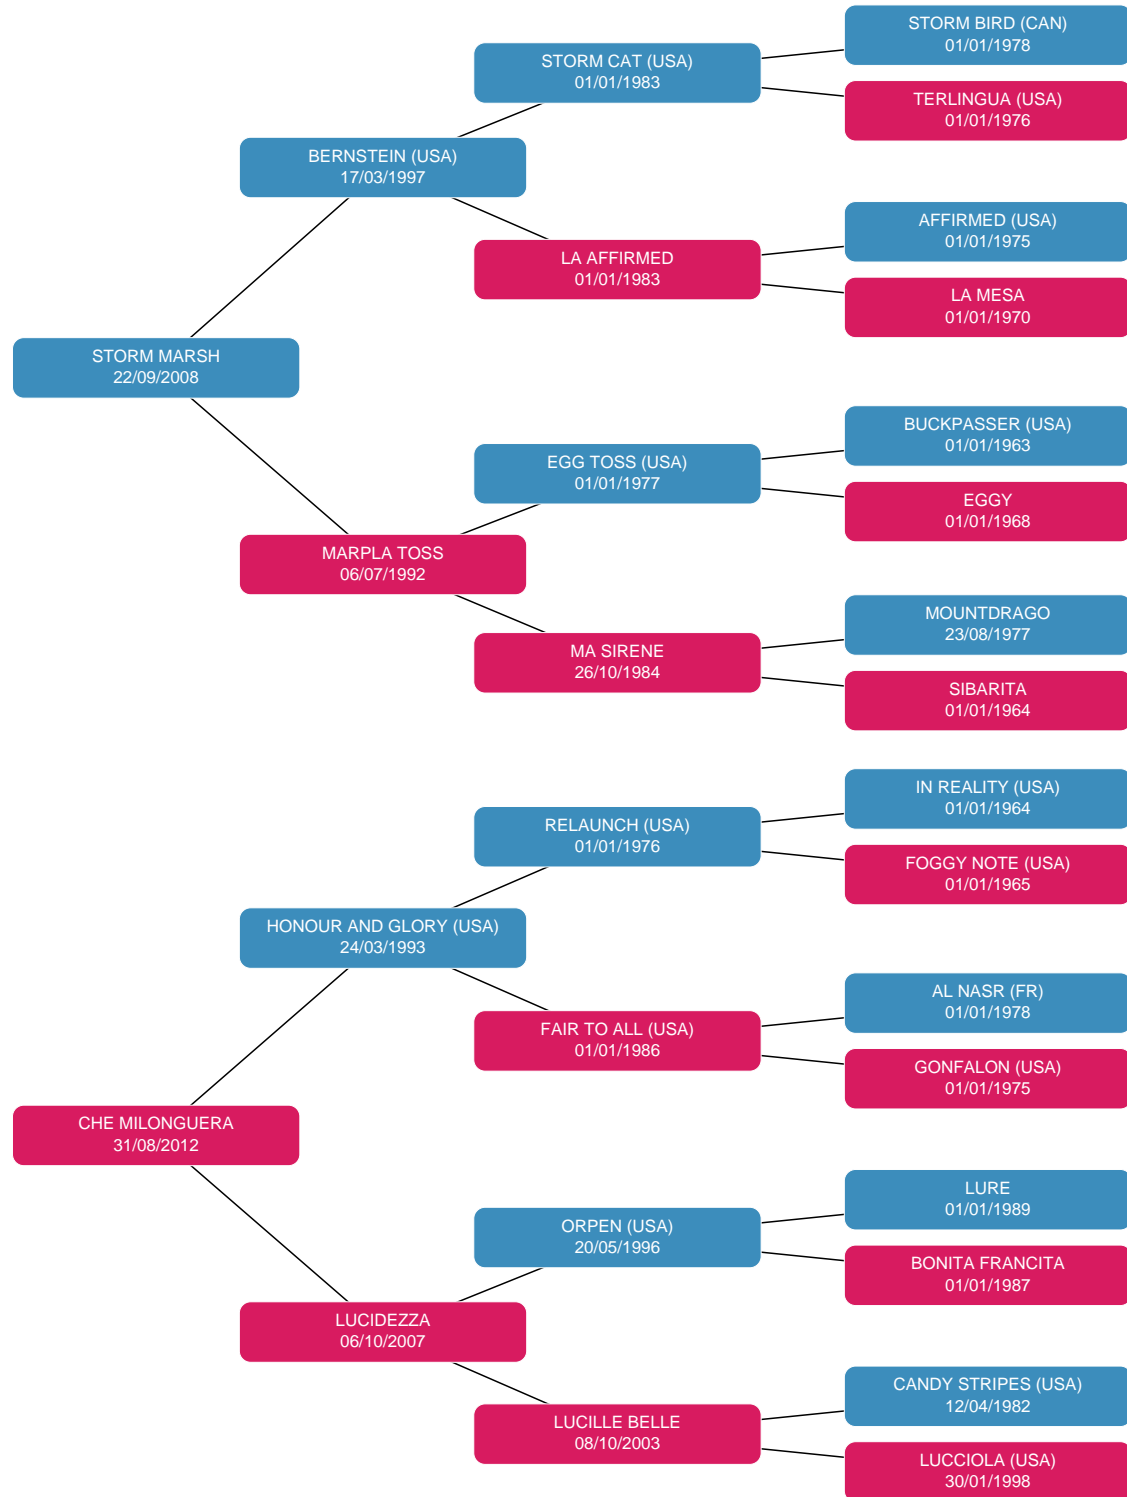 STORM BIRD (CAN)
01/01/1978
STORM CAT (USA)
01/01/1983
TERLINGUA (USA)
01/01/1976
BERNSTEIN (USA)
17/03/1997
AFFIRMED (USA)
01/01/1975
LA AFFIRMED
01/01/1983
LA MESA
01/01/1970
STORM MARSH
22/09/2008
BUCKPASSER (USA)
01/01/1963
EGG TOSS (USA)
01/01/1977
EGGY
01/01/1968
MARPLA TOSS
06/07/1992
MOUNTDRAGO
23/08/1977
MA SIRENE
26/10/1984
SIBARITA
01/01/1964
IN REALITY (USA)
01/01/1964
RELAUNCH (USA)
01/01/1976
FOGGY NOTE (USA)
01/01/1965
HONOUR AND GLORY (USA)
24/03/1993
AL NASR (FR)
01/01/1978
FAIR TO ALL (USA)
01/01/1986
GONFALON (USA)
01/01/1975
CHE MILONGUERA
31/08/2012
LURE
01/01/1989
ORPEN (USA)
20/05/1996
BONITA FRANCITA
01/01/1987
LUCIDEZZA
06/10/2007
CANDY STRIPES (USA)
12/04/1982
LUCILLE BELLE
08/10/2003
LUCCIOLA (USA)
30/01/1998